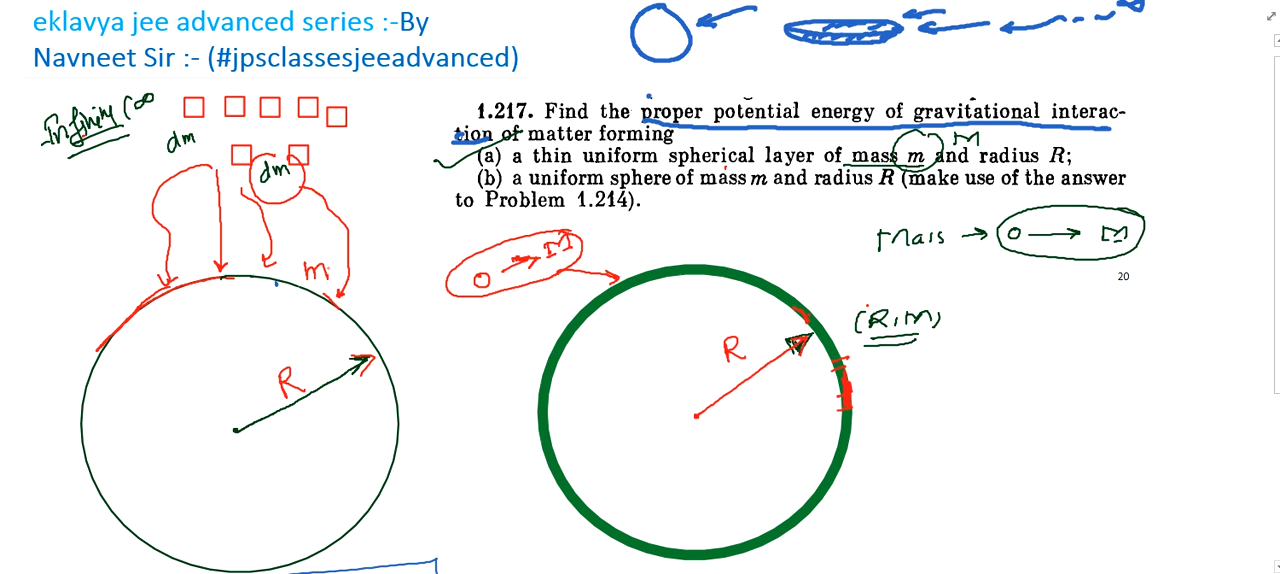 eklavya jee advanced series :-By
Navneet Sir :- (#jpsclassesjeeadvanced)
Infinity (∞
dm
dm
m
R
1.217. Find the proper potential energy of gravitational interac-
tion of matter forming
M
(a) a thin uniform spherical layer of mass m and radius R;
(b) a uniform sphere of mass m and radius R (make use of the answer
to Problem 1.214).
Mass → 0 → M
20
0 → M
R
(R, M)